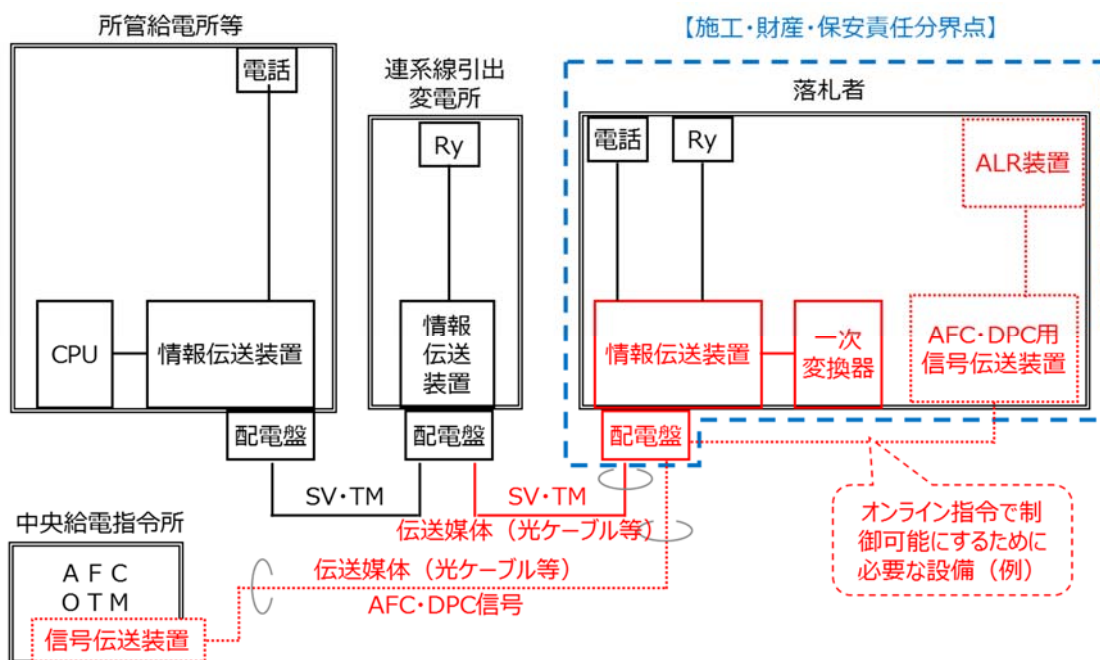 所管給電所等
電話
CPU
情報伝送装置
配電盤
連系線引出
変電所
Ry
情報
伝送
装置
配電盤
【施工・財産・保安責任分界点】
落札者
電話
Ry
ALR装置
情報伝送装置
一次
変換器
AFC・DPC用
信号伝送装置
配電盤
SV・TM
SV・TM
伝送媒体（光ケーブル等）
オンライン指令で制
御可能にするために
必要な設備（例）
中央給電指令所
ＡＦＣ
ＯＴＭ
信号伝送装置
伝送媒体（光ケーブル等）
AFC・DPC信号